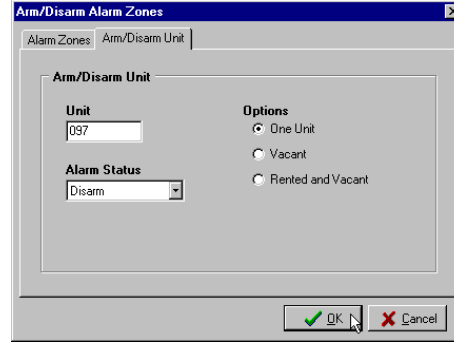 Arm/Disarm Alarm Zones
Alarm Zones Arm/Disarm Unit
Arm/Disarm Unit
Unit
097
Alarm Status
Disarm
Options
One Unit
Vacant
Rented and Vacant
OK Cancel